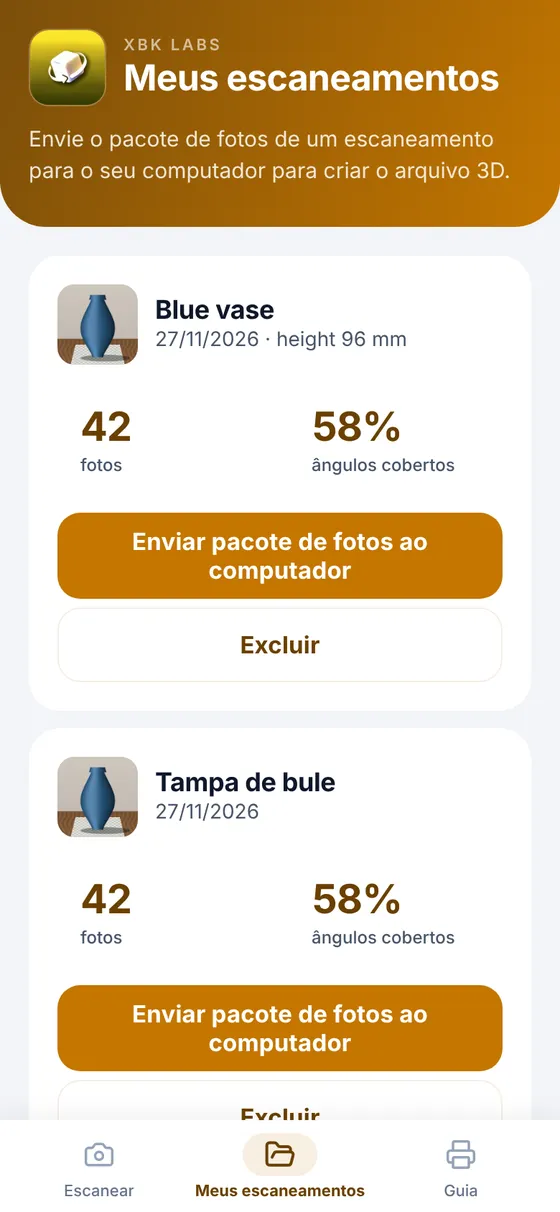 XBK LABS
Meus escaneamentos
Envie o pacote de fotos de um escaneamento
para o seu computador para criar o arquivo 3D.
Blue vase
27/11/2026 · height 96 mm
42
58%
fotos
ângulos cobertos
Enviar pacote de fotos ao
computador
Excluir
Tampa de bule
27/11/2026
42
58%
fotos
ângulos cobertos
Enviar pacote de fotos ao
computador
Excluir
Escanear
Meus escaneamentos
Guia